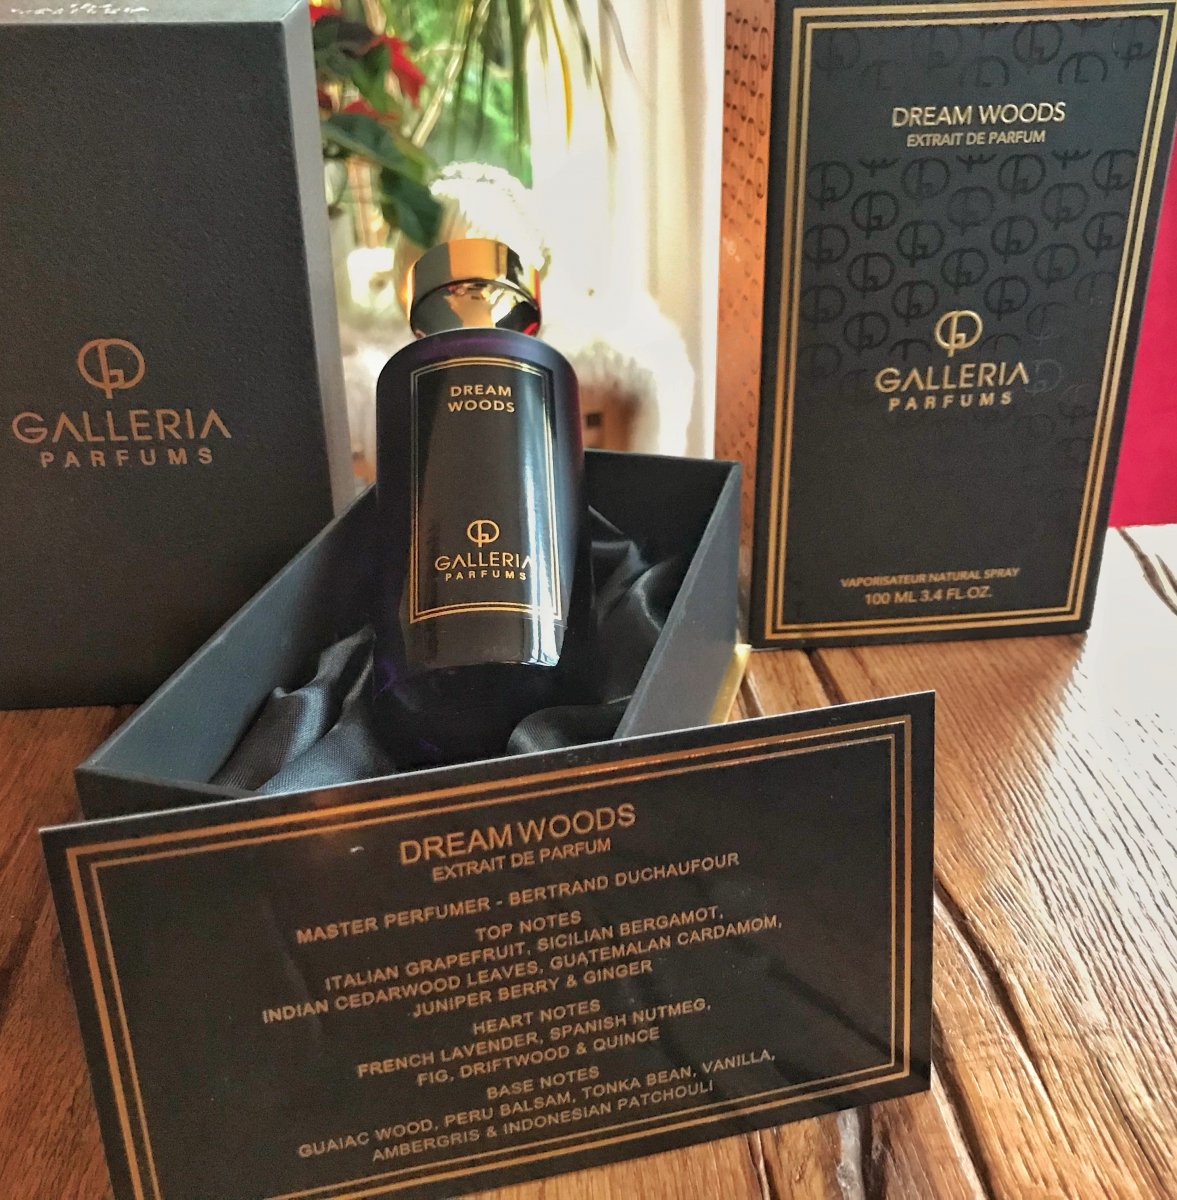 GALLERIA
PARFUMS
DREAM
WOODS
GALLERIA
PARFUMS
DREAM WOODS
EXTRAIT DE PARFUM
GALLERIA
PARFUMS
VAPORISATEUR NATURAL SPRAY
100 ML 3.4 FL.OZ.
DREAM WOODS
EXTRAIT DE PARFUM
MASTER PERFUMER - BERTRAND DUCHAUFOUR
TOP NOTES
ITALIAN GRAPEFRUIT, SICILIAN BERGAMOT,
INDIAN CEDARWOOD LEAVES, GUATEMALAN CARDAMOM,
JUNIPER BERRY & GINGER
HEART NOTES
FRENCH LAVENDER, SPANISH NUTMEG,
FIG, DRIFTWOOD & QUINCE
BASE NOTES
GUAIAC WOOD, PERU BALSAM, TONKA BEAN, VANILLA,
AMBERGRIS & INDONESIAN PATCHOULI